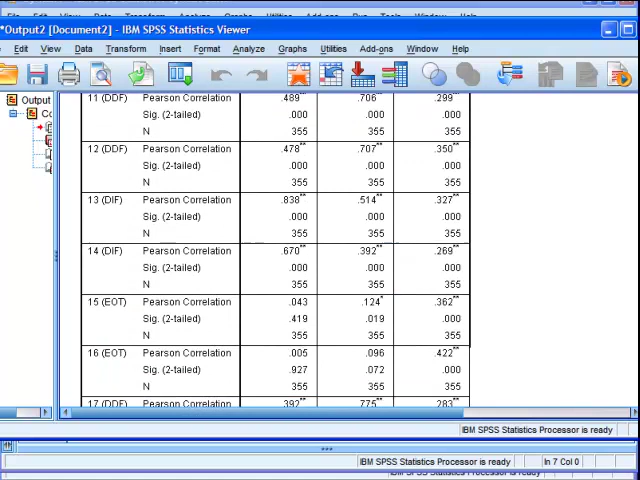 *Output2 [Document2] - IBM SPSS Statistics Viewer
Edit View Data Transform Insert Format Analyze Graphs Utilities Add-ons Window Help
Output
Co
11 (DDF) Pearson Correlation .489** .706** .299**
Sig. (2-tailed) .000 .000 .000
N 355 355 355
12 (DDF) Pearson Correlation .478** .707** .350**
Sig. (2-tailed) .000 .000 .000
N 355 355 355
13 (DIF) Pearson Correlation .838** .514** .327**
Sig. (2-tailed) .000 .000 .000
N 355 355 355
14 (DIF) Pearson Correlation .670** .392** .269**
Sig. (2-tailed) .000 .000 .000
N 355 355 355
15 (EOT) Pearson Correlation .043 .124* .362**
Sig. (2-tailed) .419 .019 .000
N 355 355 355
16 (EOT) Pearson Correlation .005 .096 .422**
Sig. (2-tailed) .927 .072 .000
N 355 355 355
17 (DDF) Pearson Correlation .392** .775** .283**
IBM SPSS Statistics Processor is ready
IBM SPSS Statistics Processor is ready In 7 Col 0
IBM SPSS Statistics Processor is ready